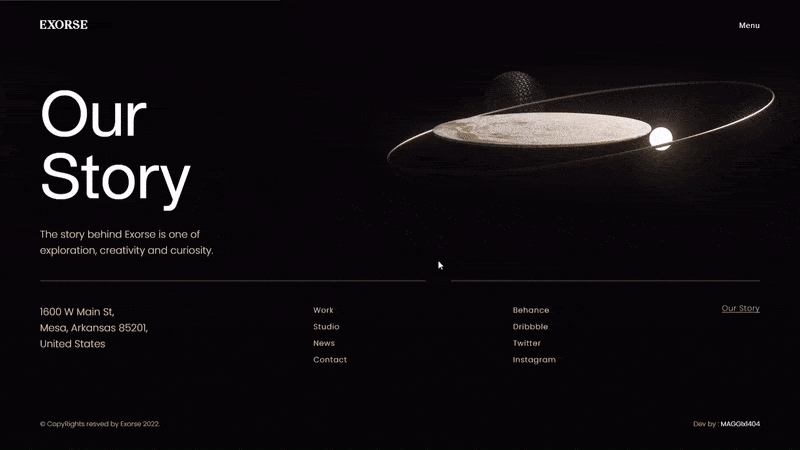 EXORSE
Menu
Our
Story
The story behind Exorse is one of
exploration, creativity and curiosity.
1600 W Main St,
Mesa, Arkansas 85201,
United States
Work
Studio
News
Contact
Behance
Dribbble
Twitter
Instagram
Our Story
© CopyRights resved by Exorse 2022.
Dev by : MAGGIxI404